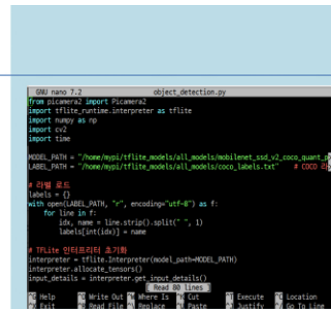 GNU nano 7.2 object_detection.py
from picamera2 import Picamera2
import tflite_runtime.interpreter as tflite
import numpy as np
import cv2
import time
MODEL_PATH = "/home/mypi/tflite_models/all_models/mobilenet_ssd_v2_coco_quant_p
LABEL_PATH = "/home/mypi/tflite_models/all_models/coco_labels.txt" # COCO 라
# 라벨 로드
labels = {}
with open(LABEL_PATH, "r", encoding="utf-8") as f:
for line in f:
idx, name = line.strip().split(" ", 1)
labels[int(idx)] = name
# TFLite 인터프리터 초기화
interpreter = tflite.Interpreter(model_path=MODEL_PATH)
interpreter.allocate_tensors()
input_details = interpreter.get_input_details()
[ Read 80 lines ]
^G Help ^O Write Out ^W Where Is ^K Cut ^T Execute ^C Location
^X Exit ^R Read File ^\ Replace ^U Paste ^J Justify ^/ Go To Line